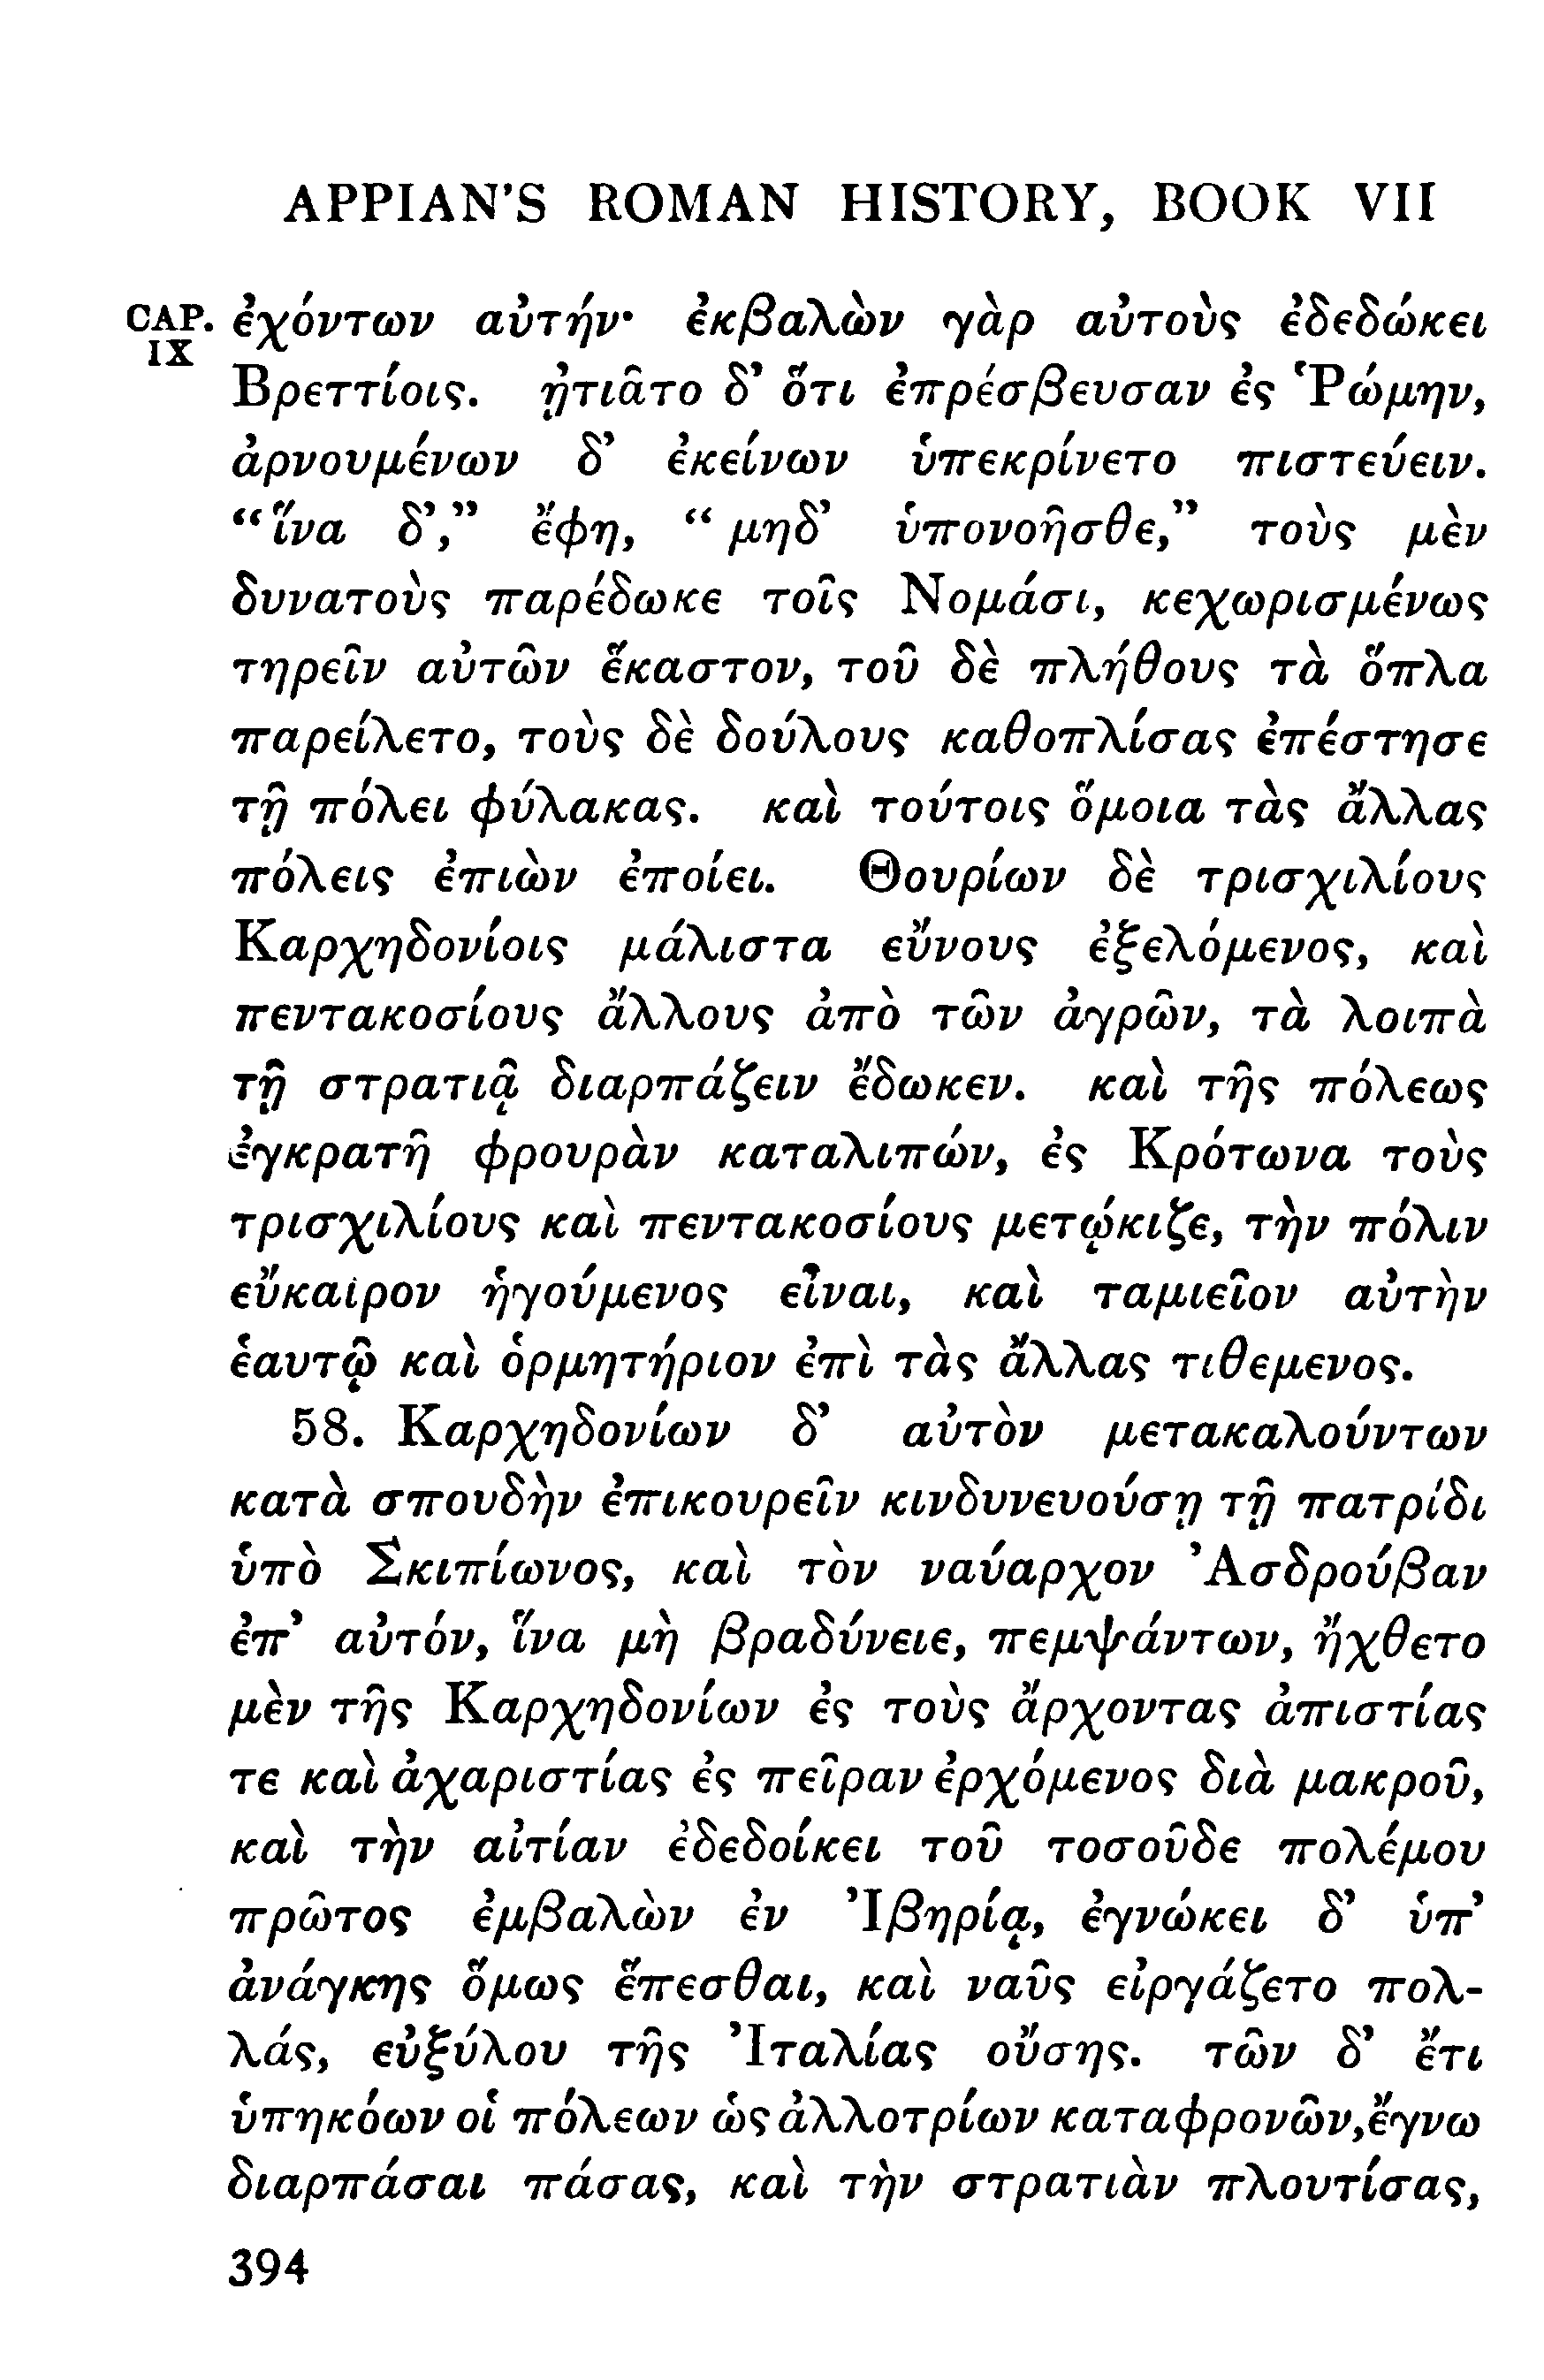 APPIAN'S ROMAN HISTORY, BOOK VII
CAP. IX
ἐχόντων αὐτήν· ἐκβαλὼν γὰρ αὐτοὺς ἐδεδώκει
Βρεττίοις. ᾐτιᾶτο δ' ὅτι ἐπρέσβευσαν ἐς Ῥώμην,
ἀρνουμένων δ' ἐκείνων ὑπεκρίνετο πιστεύειν.
“ἵνα δ',” ἔφη, “μηδ' ὑπονοῆσθε,” τοὺς μὲν
δυνατοὺς παρέδωκε τοῖς Νομάσι, κεχωρισμένως
τηρεῖν αὐτῶν ἕκαστον, τοῦ δὲ πλήθους τὰ ὅπλα
παρείλετο, τοὺς δὲ δούλους καθοπλίσας ἐπέστησε
τῇ πόλει φύλακας. καὶ τούτοις ὅμοια τὰς ἄλλας
πόλεις ἐπιὼν ἐποίει. Θουρίων δὲ τρισχιλίους
Καρχηδονίοις μάλιστα εὔνους ἐξελόμενος, καὶ
πεντακοσίους ἄλλους ἀπὸ τῶν ἀγρῶν, τὰ λοιπὰ
τῇ στρατιᾷ διαρπάζειν ἔδωκεν. καὶ τῆς πόλεως
ἐγκρατῆ φρουρὰν καταλιπών, ἐς Κρότωνα τοὺς
τρισχιλίους καὶ πεντακοσίους μετῴκιζε, τὴν πόλιν
εὔκαιρον ἡγούμενος εἶναι, καὶ ταμιεῖον αὐτὴν
ἑαυτῷ καὶ ὁρμητήριον ἐπὶ τὰς ἄλλας τιθεμενος.
58. Καρχηδονίων δ' αὐτὸν μετακαλούντων
κατὰ σπουδὴν ἐπικουρεῖν κινδυνευούσῃ τῇ πατρίδι
ὑπὸ Σκιπίωνος, καὶ τὸν ναύαρχον Ἀσδρούβαν
ἐπ' αὐτόν, ἵνα μὴ βραδύνειε, πεμψάντων, ἤχθετο
μὲν τῆς Καρχηδονίων ἐς τοὺς ἄρχοντας ἀπιστίας
τε καὶ ἀχαριστίας ἐς πεῖραν ἐρχόμενος διὰ μακροῦ,
καὶ τὴν αἰτίαν ἐδεδοίκει τοῦ τοσοῦδε πολέμου
πρῶτος ἐμβαλὼν ἐν Ἰβηρίᾳ, ἐγνώκει δ' ὑπ'
ἀνάγκης ὅμως ἕπεσθαι, καὶ ναῦς εἰργάζετο πολ-
λάς, εὐξύλου τῆς Ἰταλίας οὔσης. τῶν δ' ἔτι
ὑπηκόων οἱ πόλεων ὡς ἀλλοτρίων καταφρονῶν, ἔγνω
διαρπάσαι πάσας, καὶ τὴν στρατιὰν πλουτίσας,
394